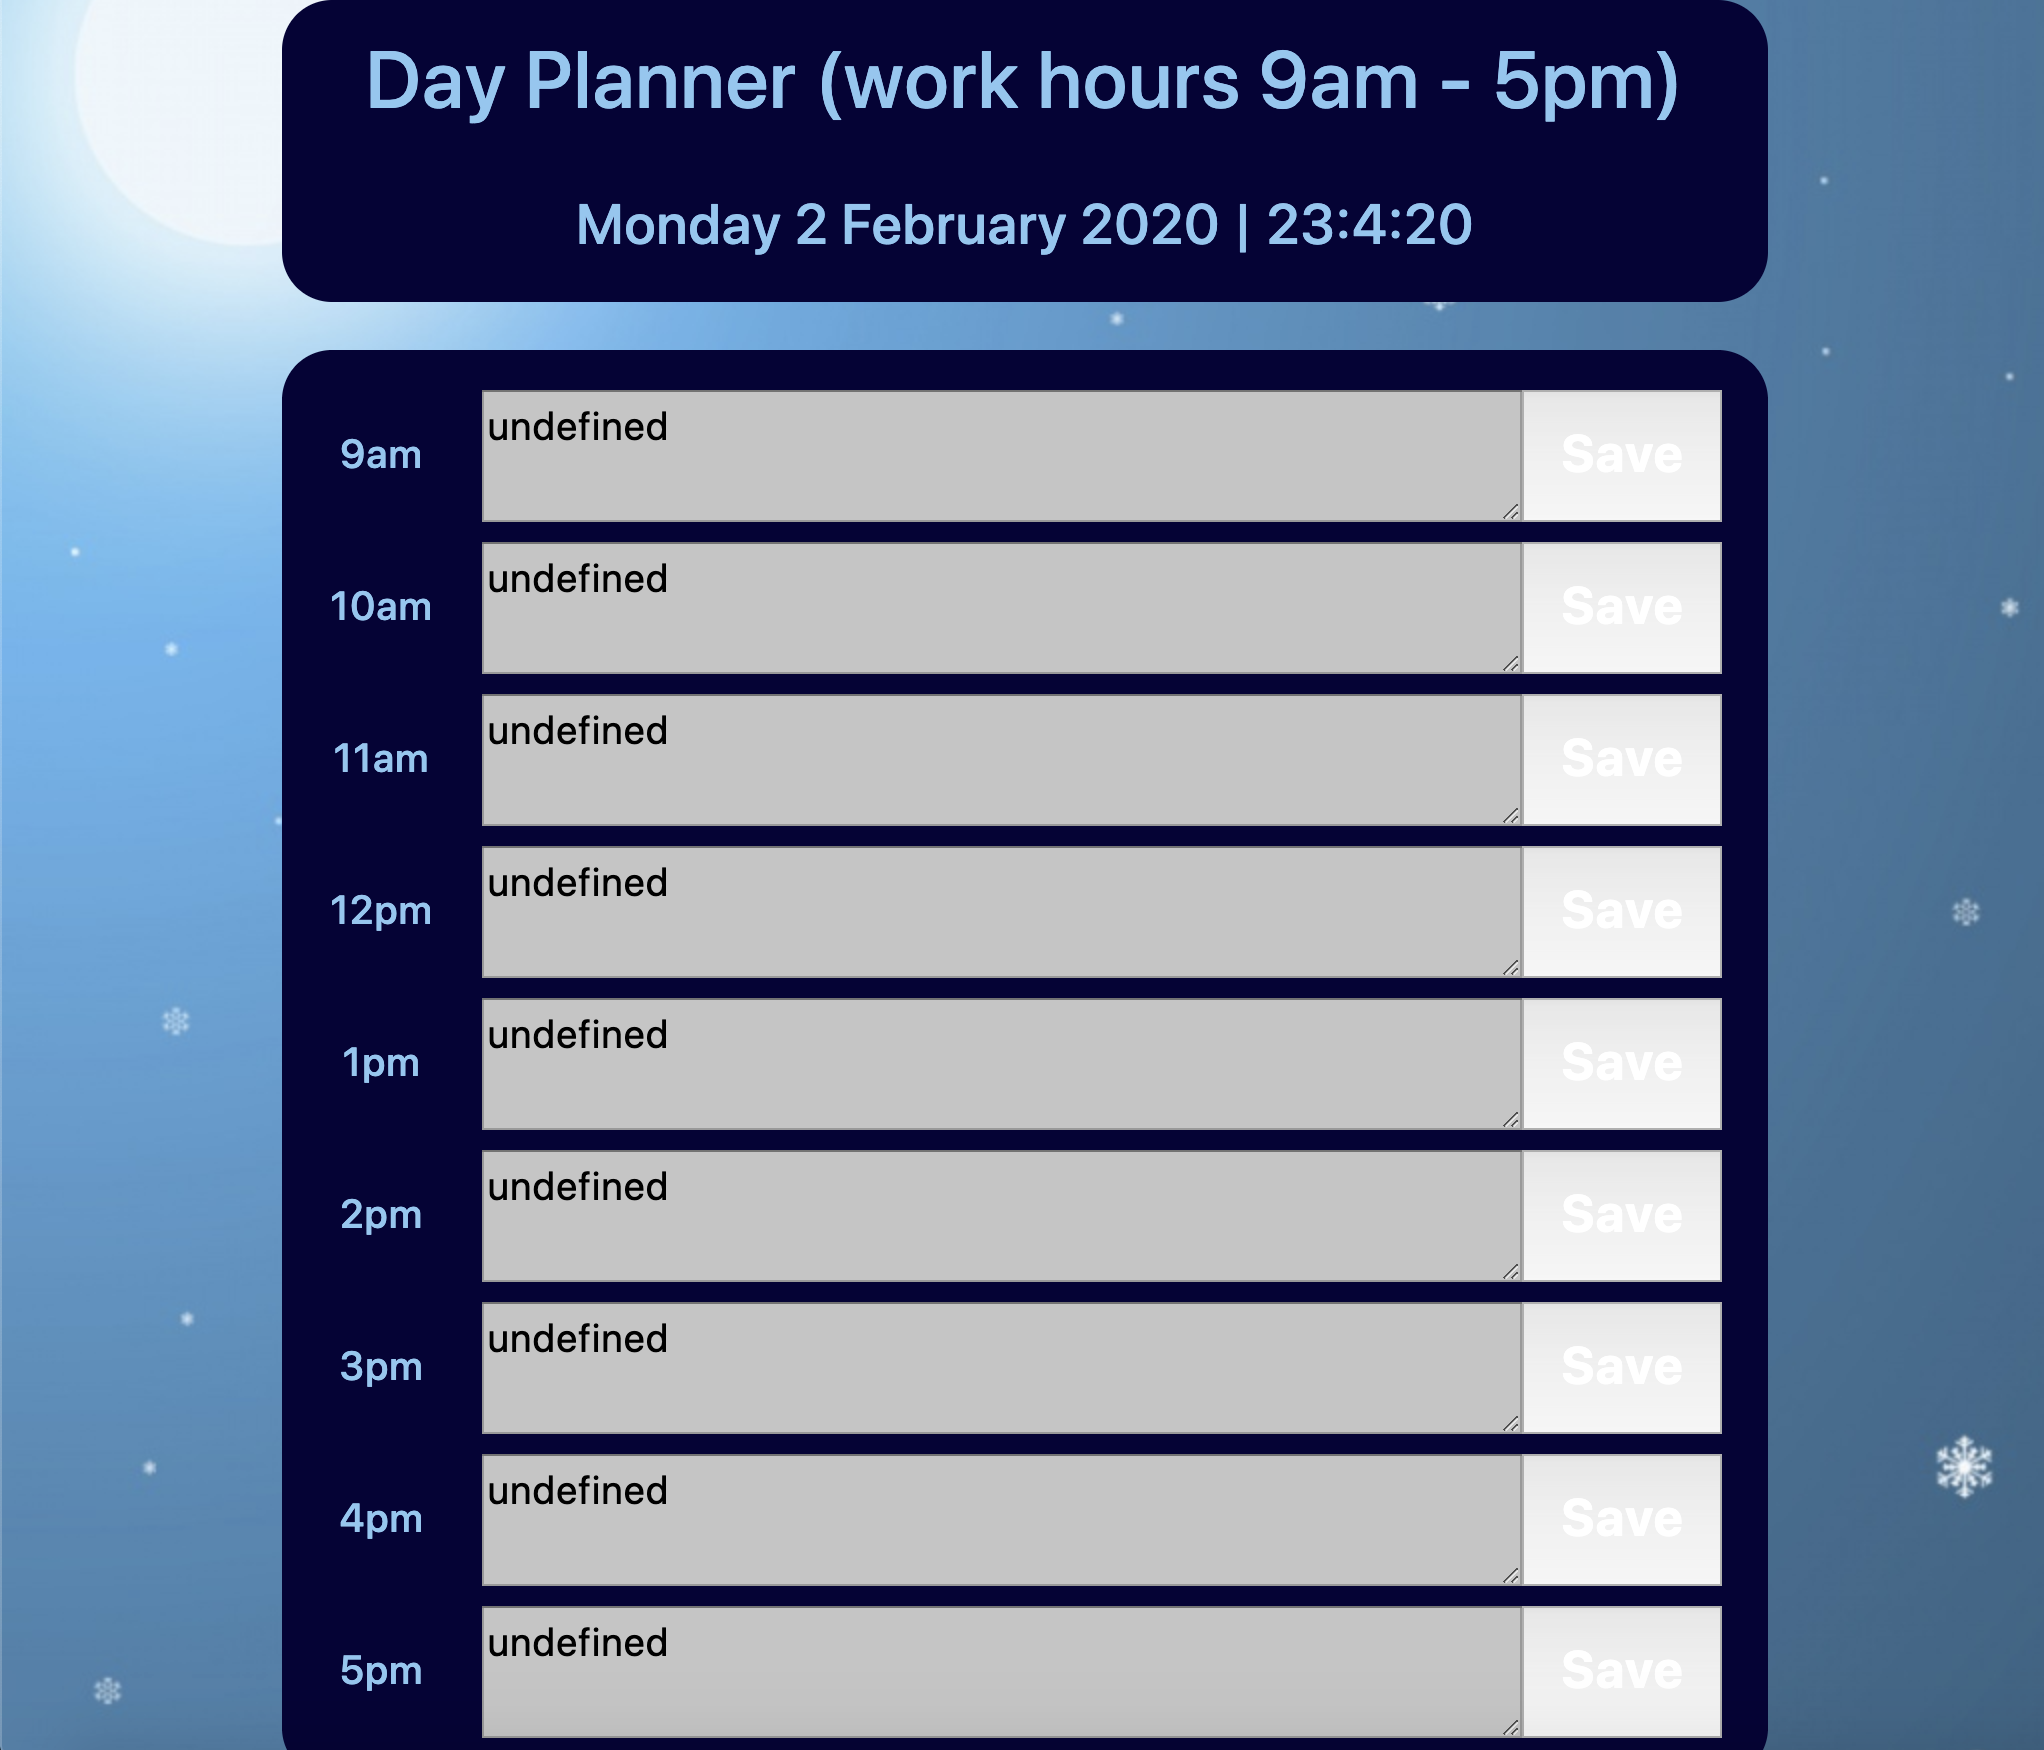 Day Planner (work hours 9am - 5pm)
Monday 2 February 2020 | 23:4:20
9am undefined Save
10am undefined Save
11am undefined Save
12pm undefined Save
1pm undefined Save
2pm undefined Save
3pm undefined Save
4pm undefined Save
5pm undefined Save